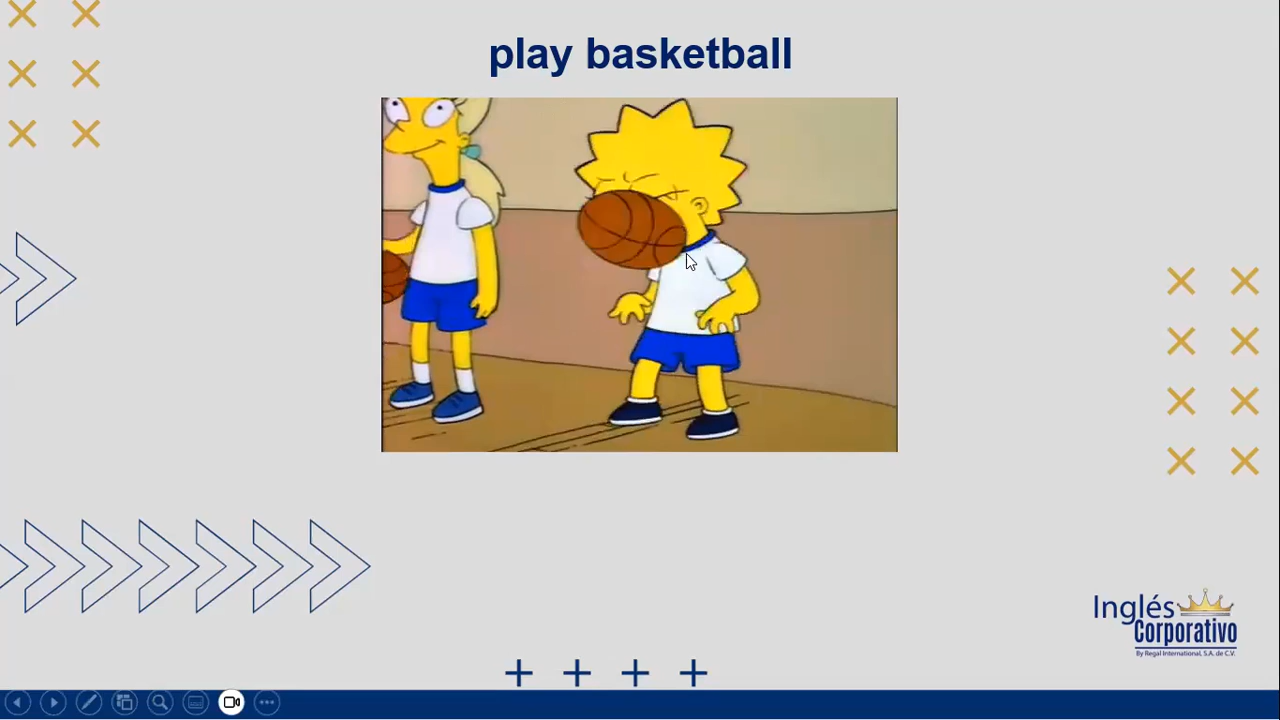 play basketball
Inglés
Corporativo
By Regal International, S.A. de C.V.